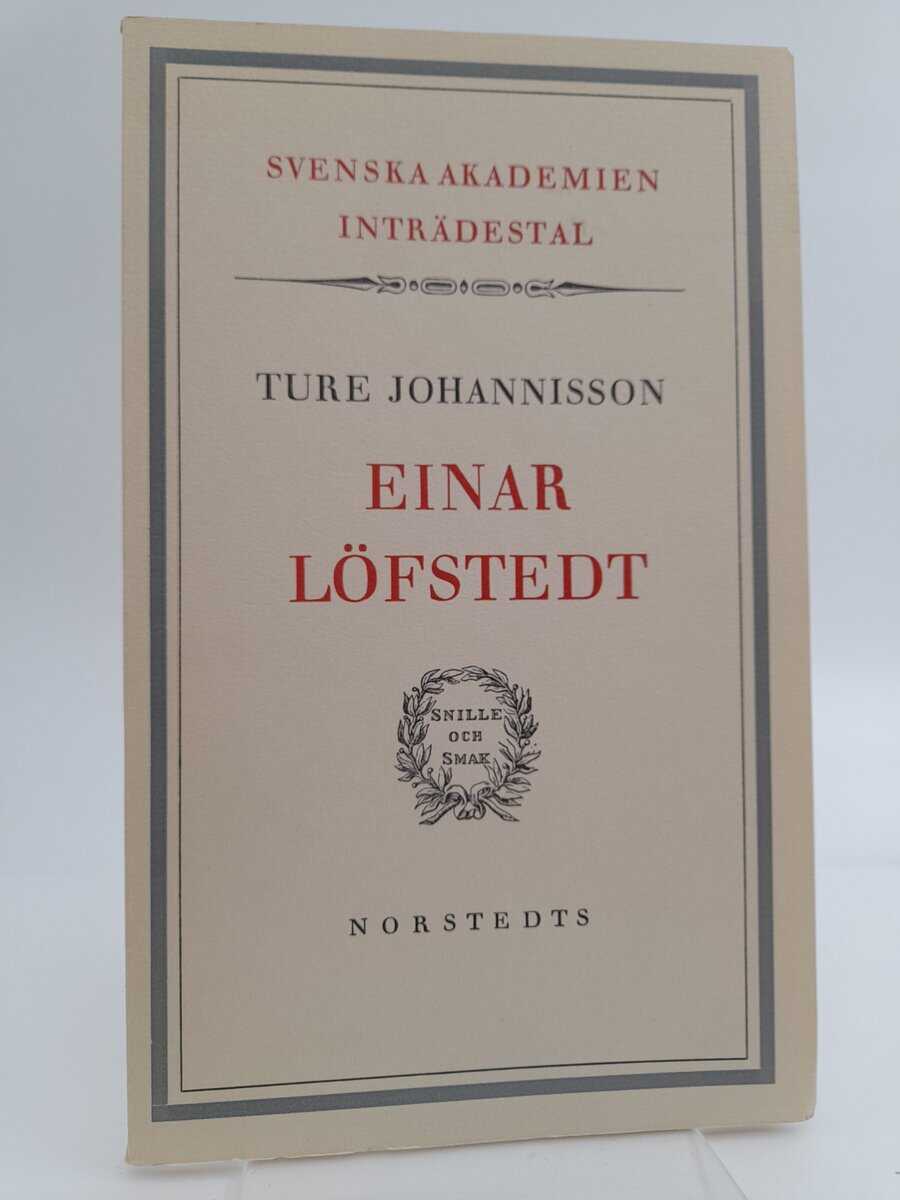 SVENSKA AKADEMIEN
INTRÄDESTAL
TURE JOHANNISSON
EINAR
LÖFSTEDT
SNILLE
OCH
SMAK
NORSTEDTS